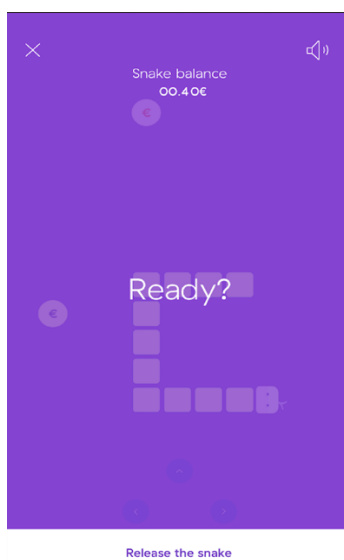 Snake balance
00.40€
€
Ready?
€
Release the snake